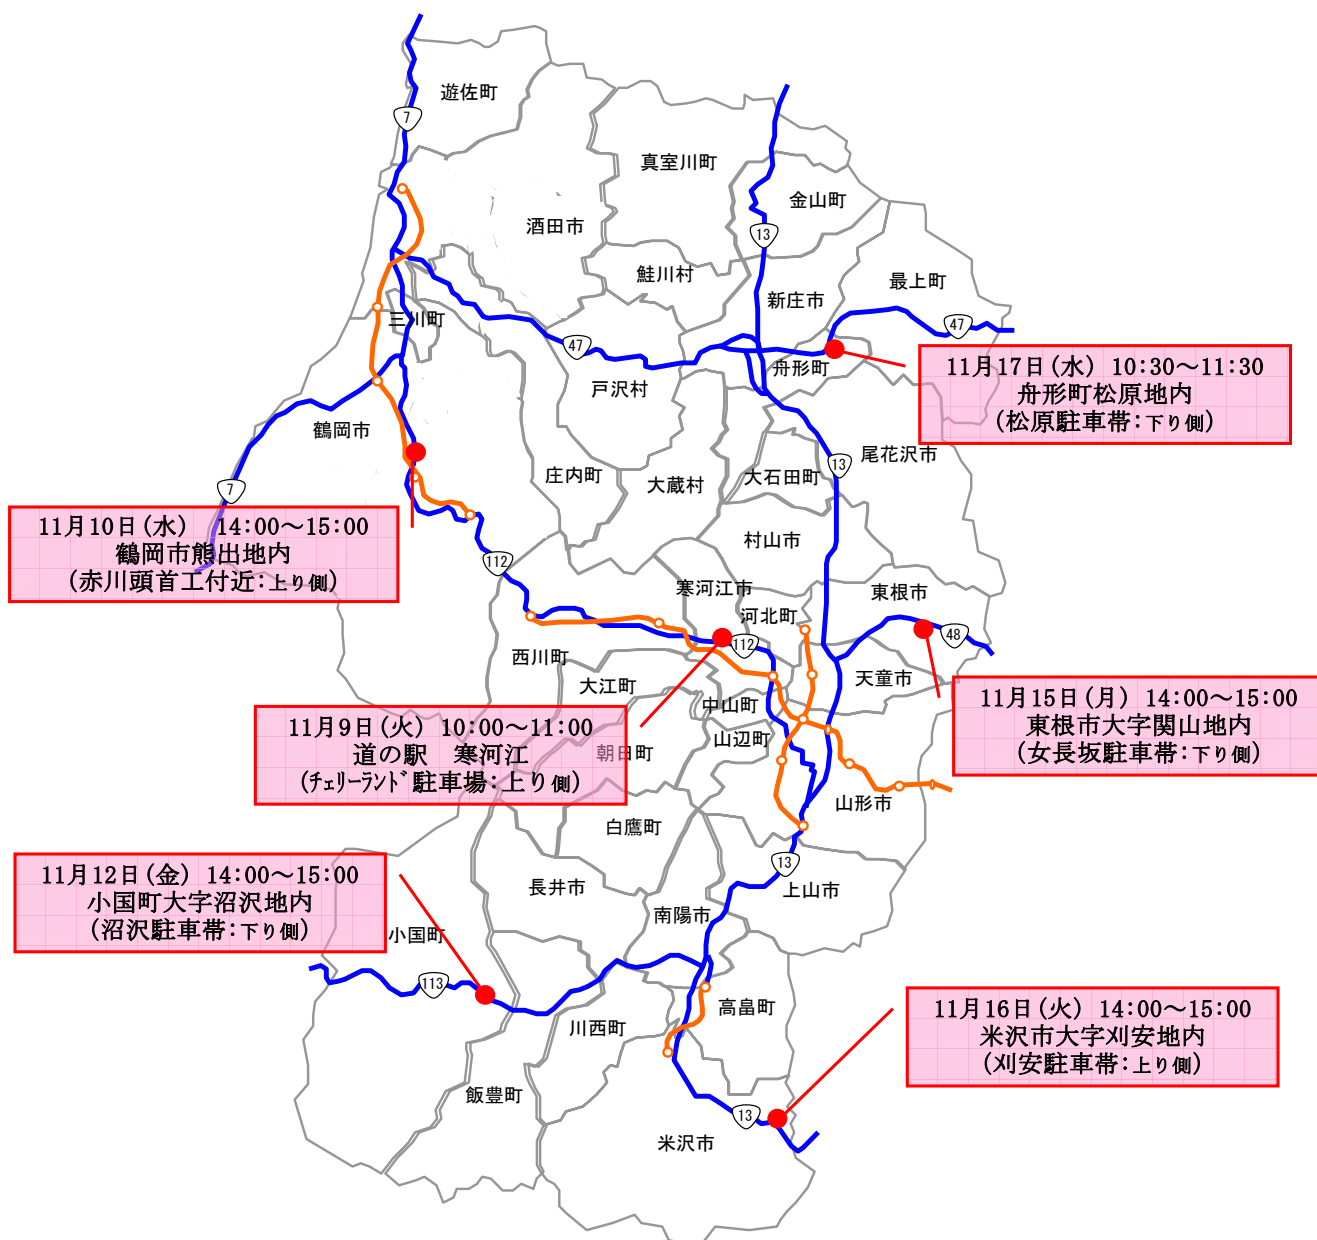 遊佐町
7
真室川町
金山町
酒田市
13
鮭川村
最上町
新庄市
三川町
47
47
舟形町
戸沢村
11月17日(水) 10:30~11:30
舟形町松原地内
(松原駐車帯:下り側)
鶴岡市
尾花沢市
13
庄内町
大蔵村
大石田町
7
11月10日(水) 14:00~15:00
鶴岡市熊出地内
(赤川頭首工付近:上り側)
村山市
112
寒河江市
東根市
河北町
48
112
西川町
天童市
大江町
中山町
11月15日(月) 14:00~15:00
東根市大字関山地内
(女長坂駐車帯:下り側)
11月9日(火) 10:00~11:00
道の駅 寒河江
(チェリーランド駐車場:上り側)
山辺町
朝日町
山形市
白鷹町
13
11月12日(金) 14:00~15:00
小国町大字沼沢地内
(沼沢駐車帯:下り側)
長井市
上山市
南陽市
小国町
113
高畠町
川西町
11月16日(火) 14:00~15:00
米沢市大字刈安地内
(刈安駐車帯:上り側)
飯豊町
13
米沢市